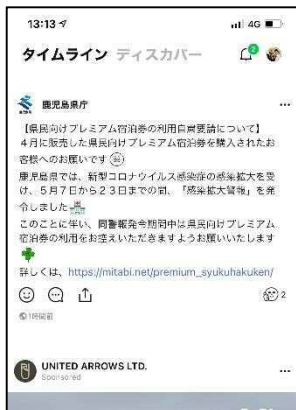 13:13
4G
タイムライン ディスカバー
2
鹿児島県庁
【県民向けプレミアム宿泊券の利用自粛要請について】
4月に販売した県民向けプレミアム宿泊券を購入されたお
客様へのお願いです
鹿児島県では、新型コロナウイルス感染症の感染拡大を受
け、5月7日から23日までの間、「感染拡大警報」を発
令しました
このことに伴い、同警報発令期間中は県民向けプレミアム
宿泊券の利用をお控えいただきますようお願いいたします
詳しくは、https://mitabi.net/premium_syukuhakuken/
2
1時間前
UNITED ARROWS LTD.
Sponsored